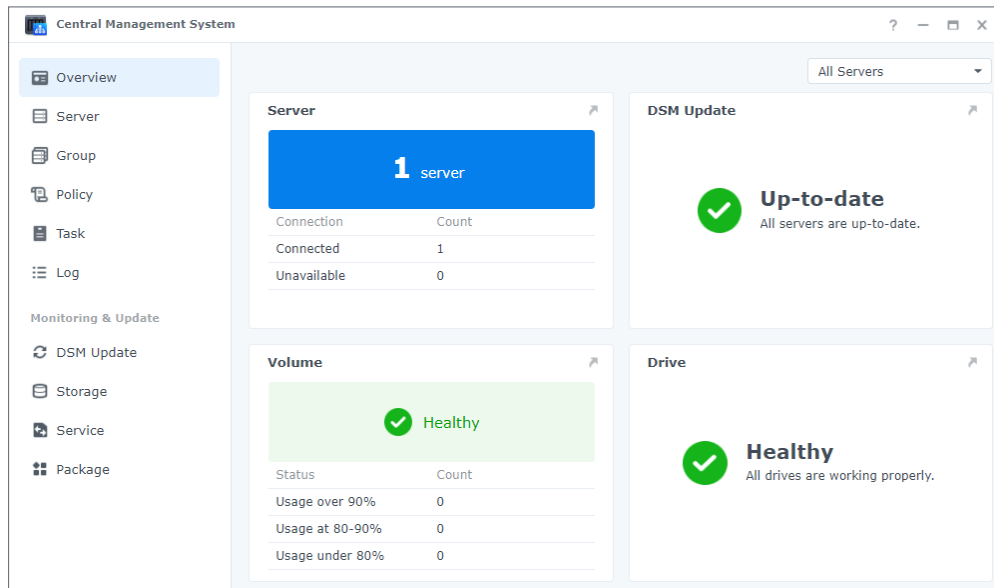 Central Management System
?
All Servers
Overview
Server
Group
Policy
Task
Log
Monitoring & Update
DSM Update
Storage
Service
Package
Server
1 server
Connection Count
Connected 1
Unavailable 0
DSM Update
Up-to-date
All servers are up-to-date.
Volume
Healthy
Status Count
Usage over 90% 0
Usage at 80-90% 0
Usage under 80% 0
Drive
Healthy
All drives are working properly.